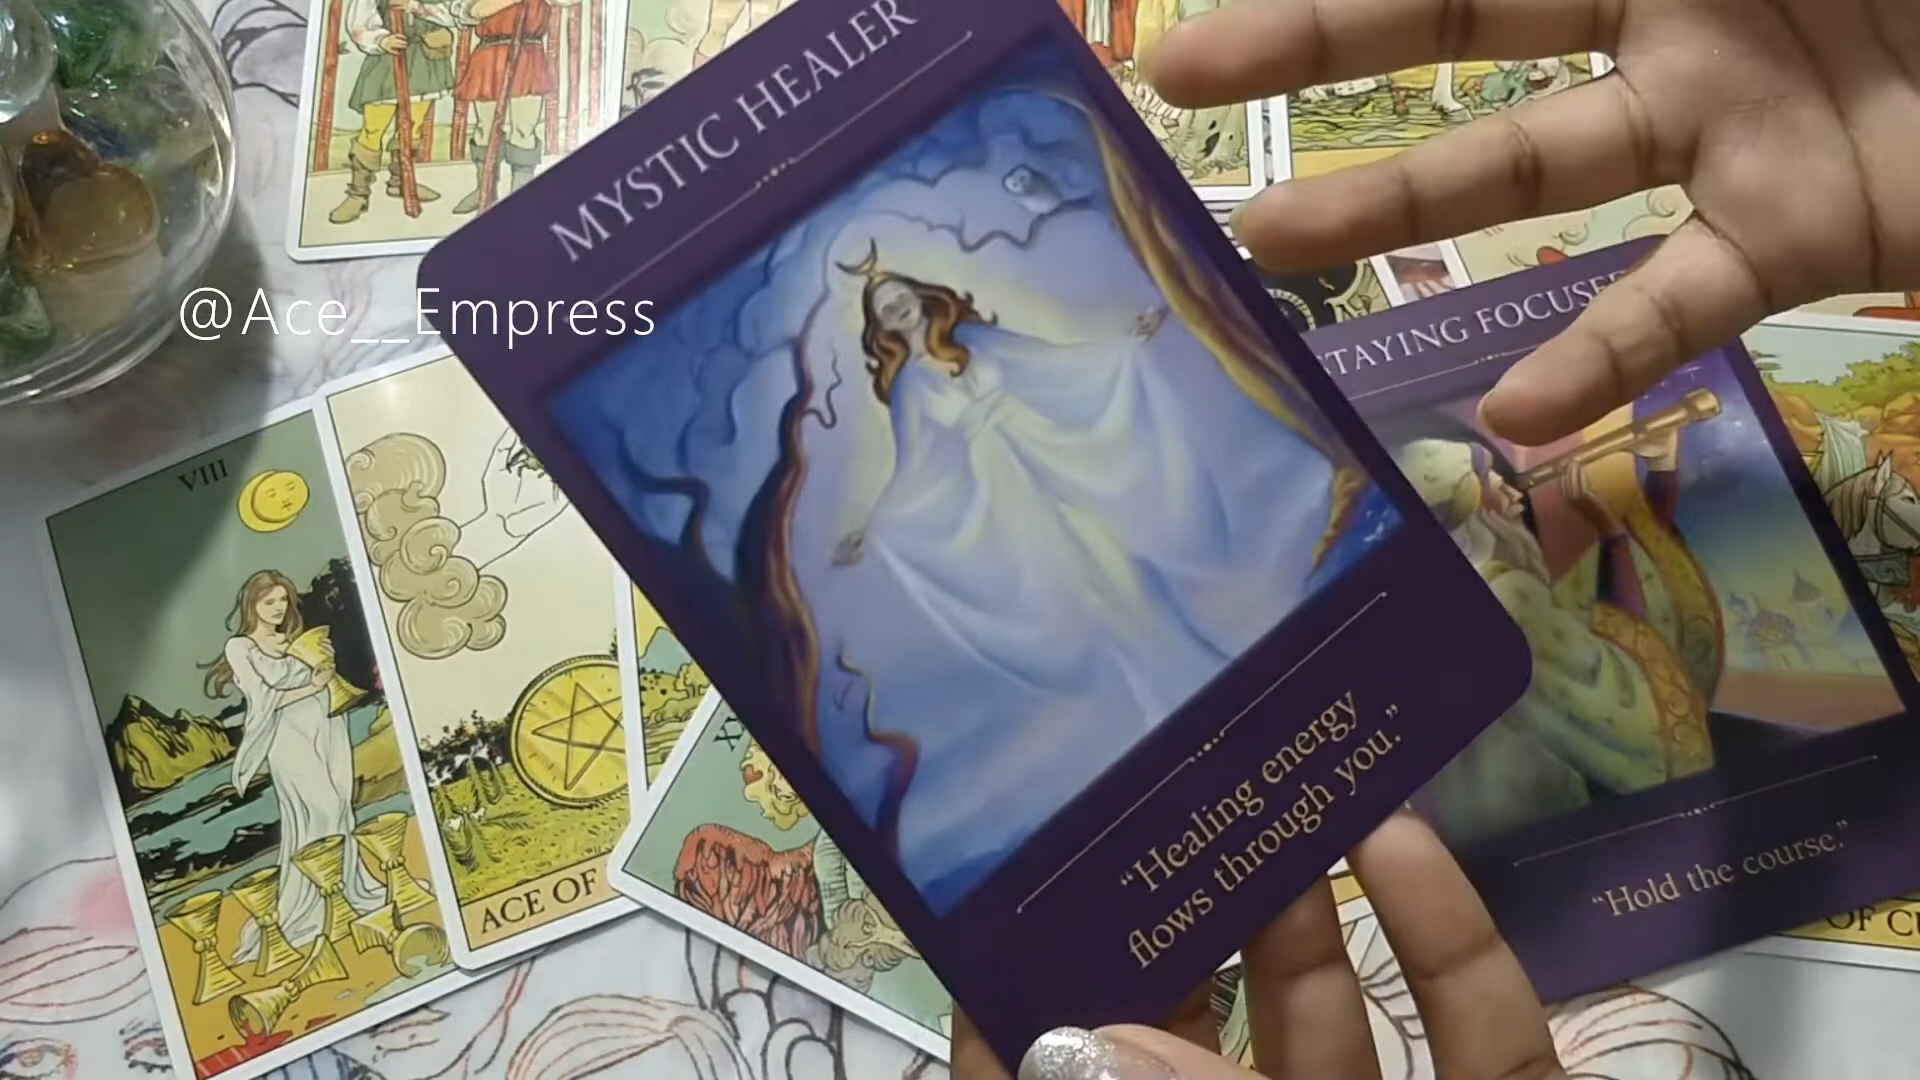 MYSTIC HEALER
@Ace__Empress
STAYING FOCUSED
VIII
ACE OF
"Healing energy
flows through you."
"Hold the course."
OF CU